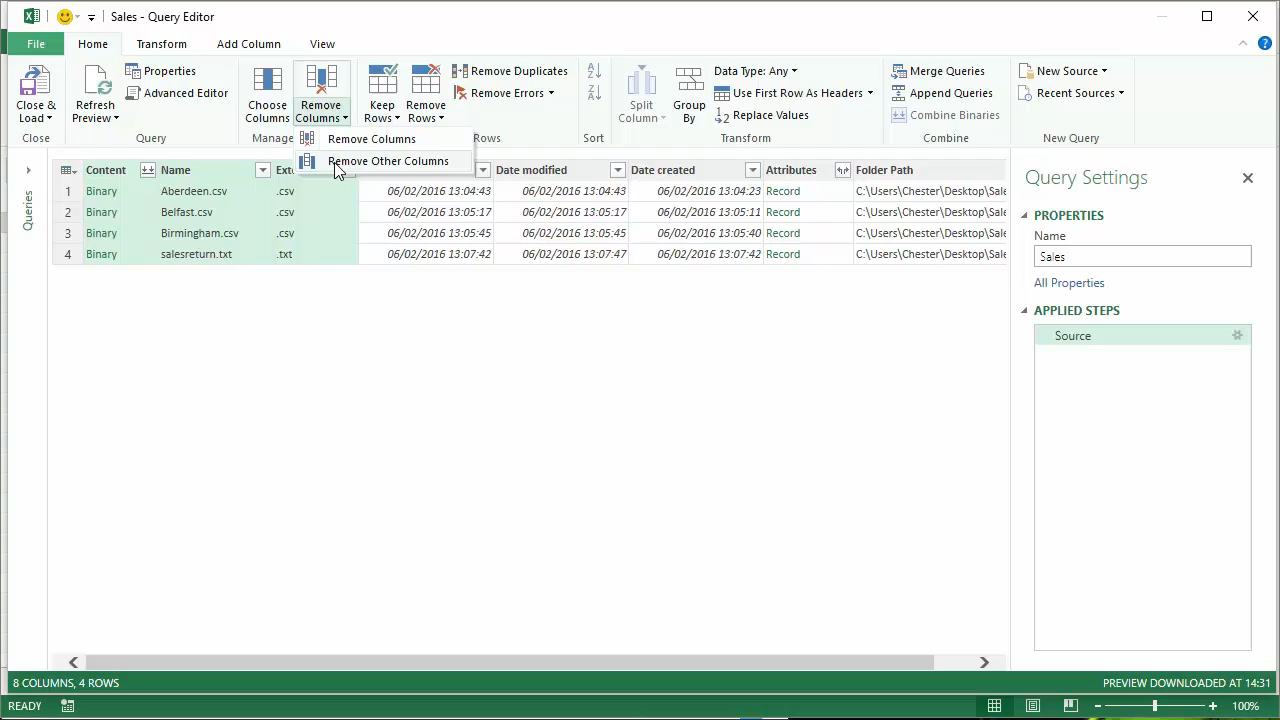 Sales - Query Editor
File Home Transform Add Column View
Close & Load
Refresh Preview
Properties
Advanced Editor
Choose Columns
Remove Columns
Keep Rows
Remove Rows
Remove Duplicates
Remove Errors
Split Column
Group By
Data Type: Any
Use First Row As Headers
Replace Values
Merge Queries
Append Queries
Combine Binaries
New Source
Recent Sources
Close Query Manage Rows Sort Transform Combine New Query
Remove Columns
Remove Other Columns
Queries
Content Name Exte Date modified Date created Attributes Folder Path
1 Binary Aberdeen.csv .csv 06/02/2016 13:04:43 06/02/2016 13:04:43 06/02/2016 13:04:23 Record C:\Users\Chester\Desktop\Sale
2 Binary Belfast.csv .csv 06/02/2016 13:05:17 06/02/2016 13:05:17 06/02/2016 13:05:11 Record C:\Users\Chester\Desktop\Sale
3 Binary Birmingham.csv .csv 06/02/2016 13:05:45 06/02/2016 13:05:45 06/02/2016 13:05:40 Record C:\Users\Chester\Desktop\Sale
4 Binary salesreturn.txt .txt 06/02/2016 13:07:42 06/02/2016 13:07:47 06/02/2016 13:07:42 Record C:\Users\Chester\Desktop\Sale
Query Settings
PROPERTIES
Name
Sales
All Properties
APPLIED STEPS
Source
8 COLUMNS, 4 ROWS
PREVIEW DOWNLOADED AT 14:31
READY
100%